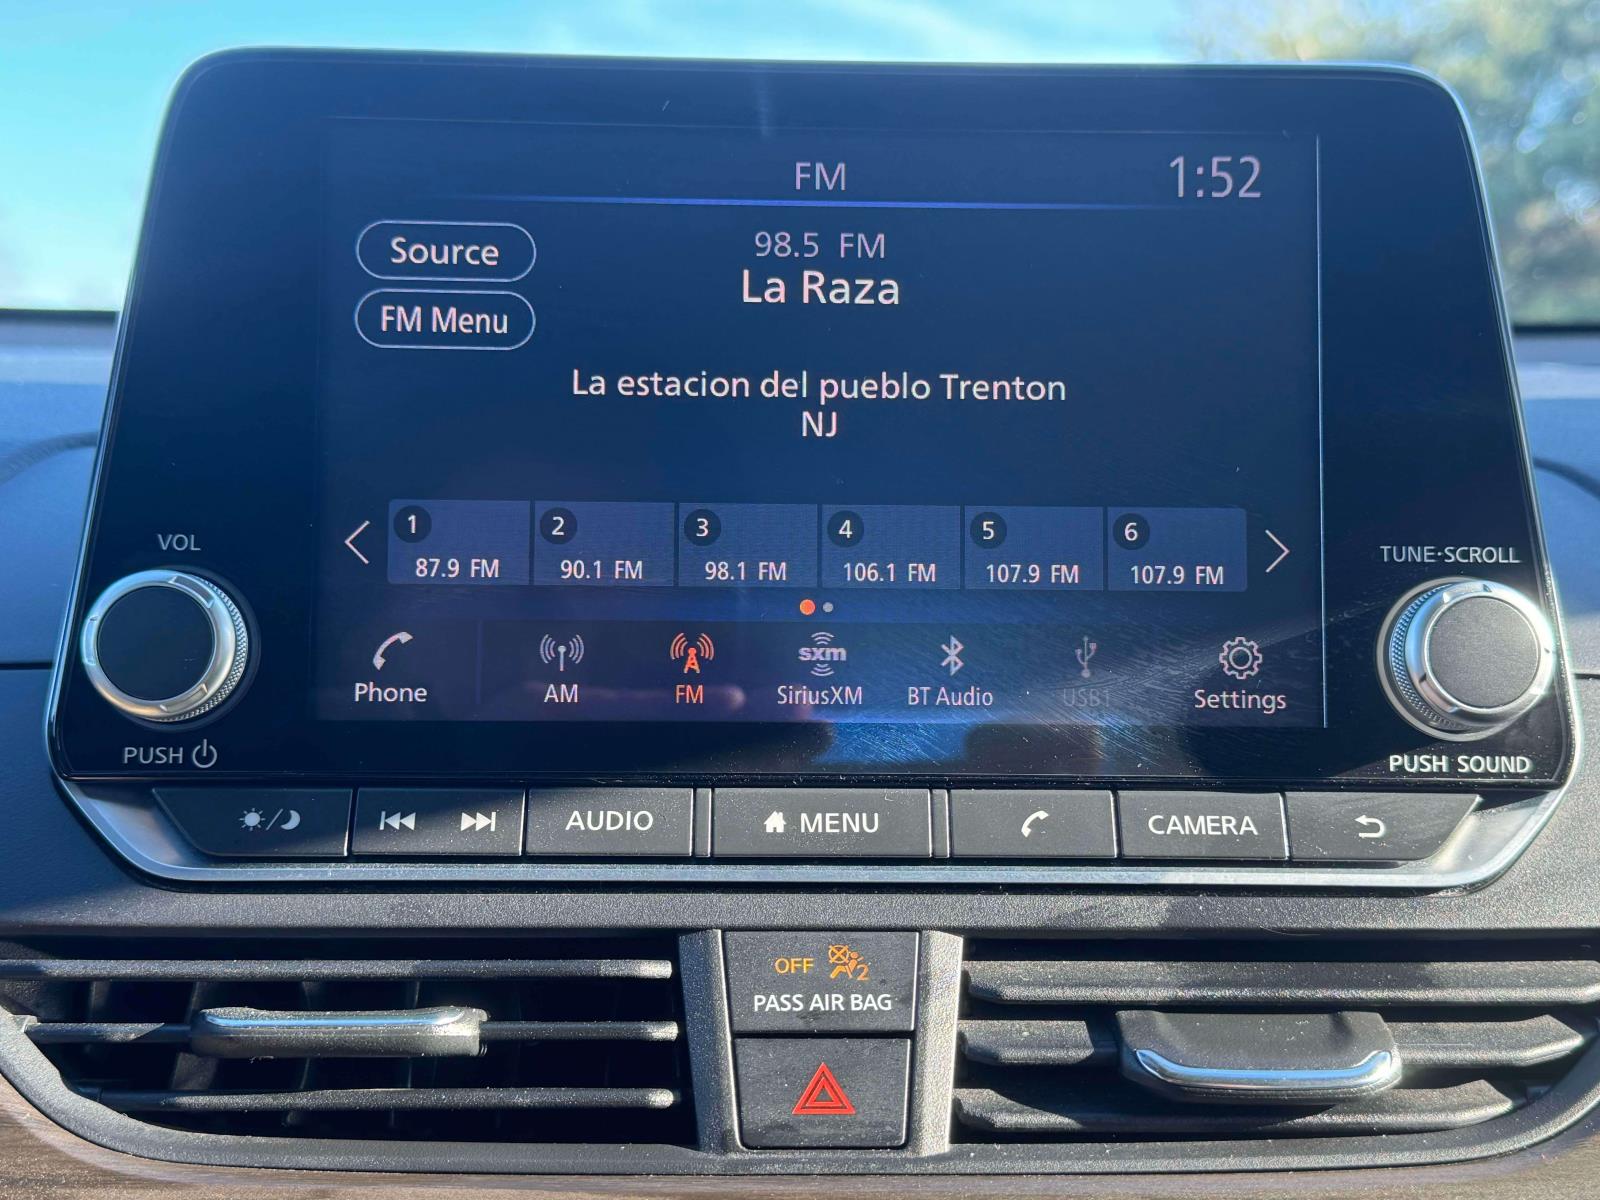 FM
1:52
Source
98.5 FM
La Raza
FM Menu
La estacion del pueblo Trenton
NJ
1
2
3
4
5
6
87.9 FM
90.1 FM
98.1 FM
106.1 FM
107.9 FM
107.9 FM
VOL
TUNE·SCROLL
Phone
AM
FM
sxm
SiriusXM
BT Audio
USB1
Settings
PUSH
PUSH SOUND
AUDIO
MENU
CAMERA
OFF
2
PASS AIR BAG